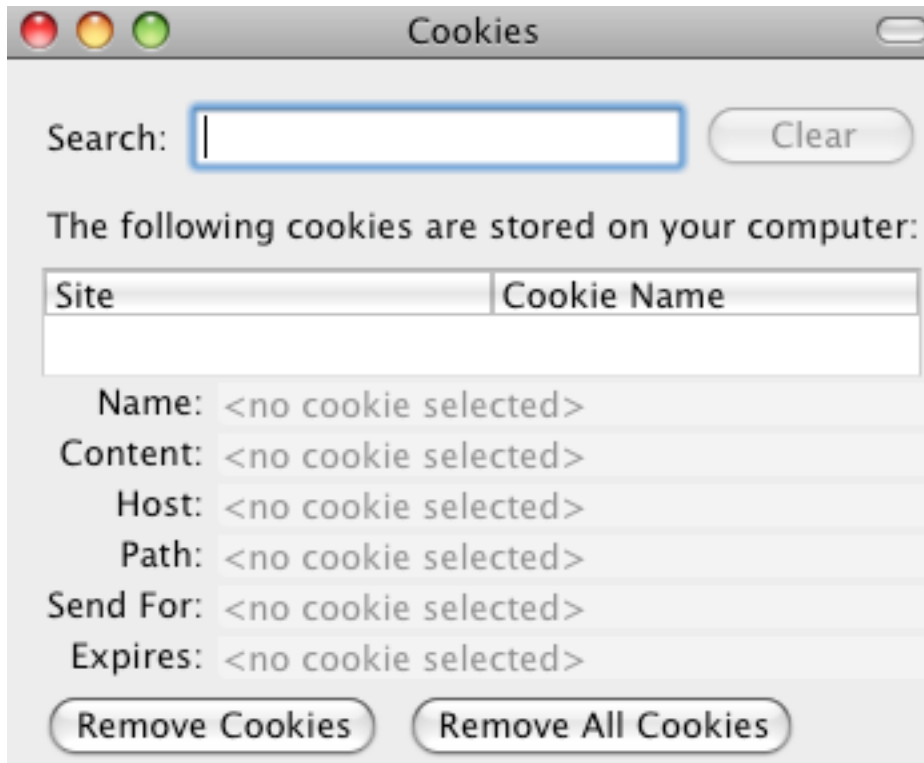 Cookies
Search: Clear
The following cookies are stored on your computer:
Site Cookie Name
Name: <no cookie selected>
Content: <no cookie selected>
Host: <no cookie selected>
Path: <no cookie selected>
Send For: <no cookie selected>
Expires: <no cookie selected>
Remove Cookies Remove All Cookies